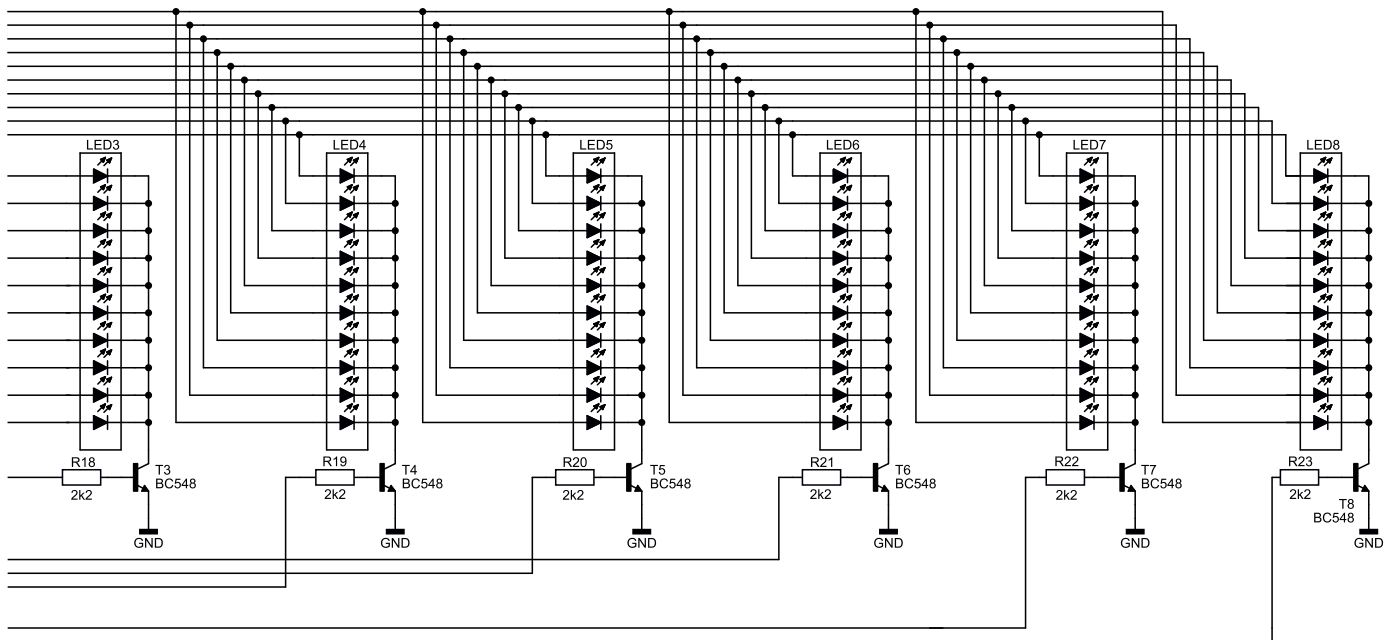 LED3
LED4
LED5
LED6
LED7
LED8
R18
2k2
T3
BC548
GND
R19
2k2
T4
BC548
GND
R20
2k2
T5
BC548
GND
R21
2k2
T6
BC548
GND
R22
2k2
T7
BC548
GND
R23
2k2
T8
BC548
GND